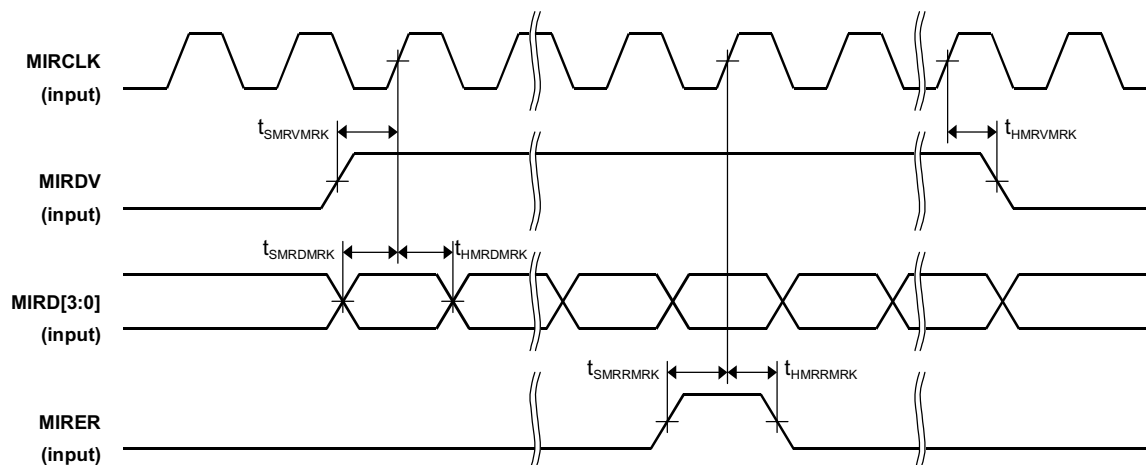 MIRCLK
(input)
tSMRVMRK
tHMRVMRK
MIRDV
(input)
tSMRDMRK
tHMRDMRK
MIRD[3:0]
(input)
tSMRRMRK
tHMRRMRK
MIRER
(input)